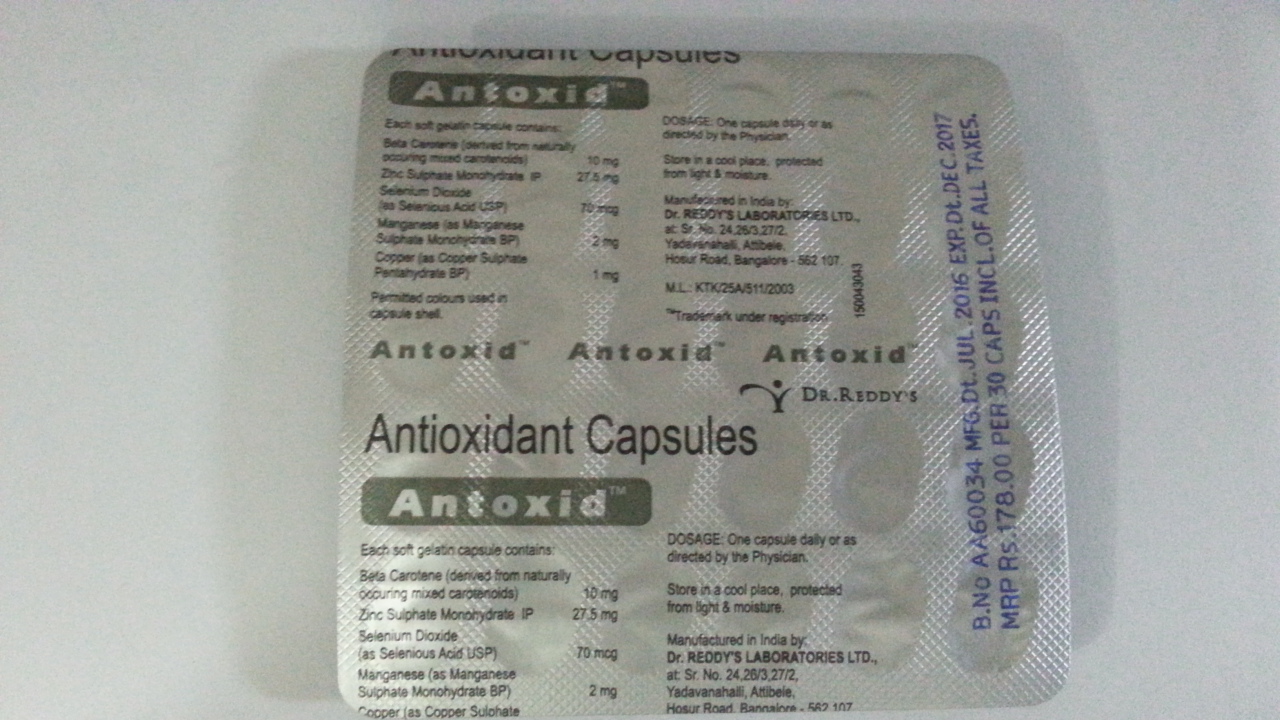 Antioxidant Capsules
Antoxid™
Each soft gelatin capsule contains:
Beta Carotene (derived from naturally
occuring mixed carotenoids) 10 mg
Zinc Sulphate Monohydrate IP 27.5 mg
Selenium Dioxide
(as Selenious Acid USP) 70 mcg
Manganese (as Manganese
Sulphate Monohydrate BP) 2 mg
Copper (as Copper Sulphate
Pentahydrate BP) 1 mg
Permitted colours used in
capsule shell.
DOSAGE: One capsule daily or as
directed by the Physician.
Store in a cool place, protected
from light & moisture.
Manufactured in India by:
Dr. REDDY'S LABORATORIES LTD.,
at: Sr. No. 24,26/3,27/2,
Yadavanahalli, Attibele,
Hosur Road, Bangalore - 562 107.
M.L.: KTK/25A/511/2003
™Trademark under registration
150043043
Antoxid™ Antoxid™ Antoxid™
DR.REDDY'S
Antioxidant Capsules
Antoxid™
Each soft gelatin capsule contains:
Beta Carotene (derived from naturally
occuring mixed carotenoids) 10 mg
Zinc Sulphate Monohydrate IP 27.5 mg
Selenium Dioxide
(as Selenious Acid USP) 70 mcg
Manganese (as Manganese
Sulphate Monohydrate BP) 2 mg
Copper (as Copper Sulphate
DOSAGE: One capsule daily or as
directed by the Physician.
Store in a cool place, protected
from light & moisture.
Manufactured in India by:
Dr. REDDY'S LABORATORIES LTD.,
at: Sr. No. 24,26/3,27/2,
Yadavanahalli, Attibele,
Hosur Road, Bangalore - 562 107
B.NO AA60034 MFG.Dt.JUL.2016 EXP.Dt.DEC.2017
MRP Rs.178.00 PER 30 CAPS INCL.OF ALL TAXES.